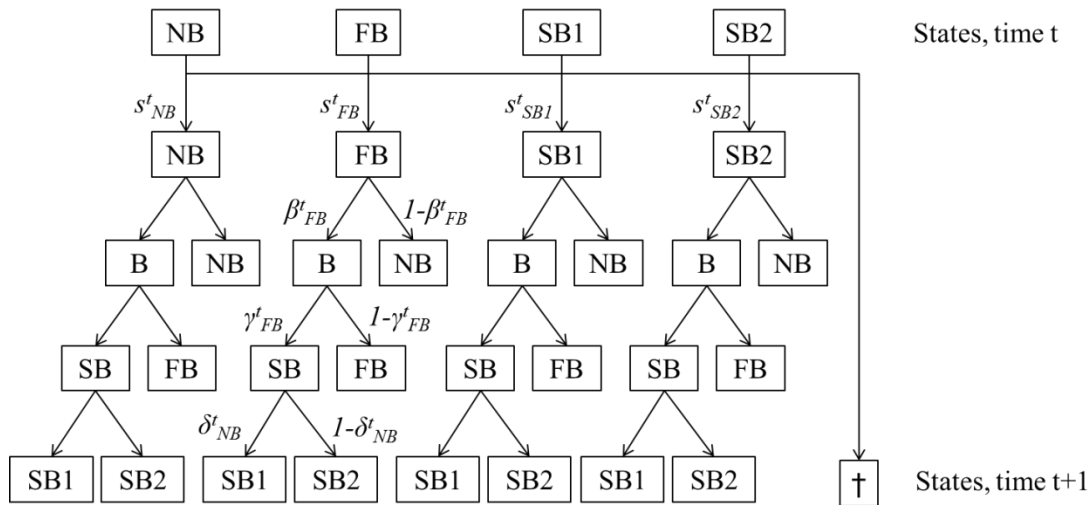 NB FB SB1 SB2 States, time t
s^t_NB s^t_FB s^t_SB1 s^t_SB2
NB FB SB1 SB2
β^t_FB 1-β^t_FB
B NB B NB B NB B NB
γ^t_FB 1-γ^t_FB
SB FB SB FB SB FB SB FB
δ^t_NB 1-δ^t_NB
SB1 SB2 SB1 SB2 SB1 SB2 SB1 SB2 † States, time t+1